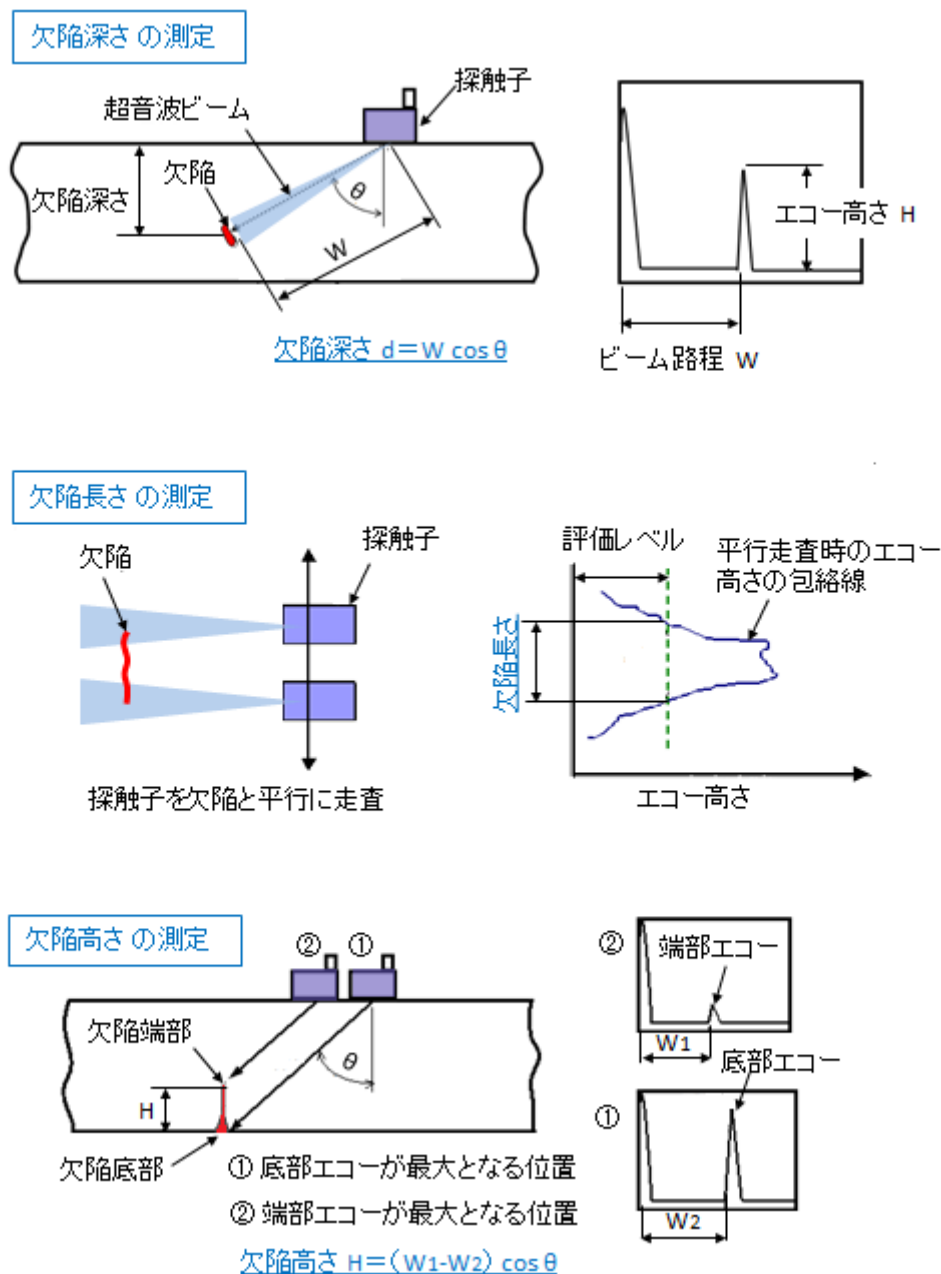 欠陥深さの測定
探触子
超音波ビーム
欠陥
欠陥深さ
θ
W
エコー高さ H
欠陥深さ d=W cosθ
ビーム路程 W
欠陥長さの測定
欠陥
探触子
評価レベル
平行走査時のエコー
高さの包絡線
欠陥長さ
探触子を欠陥と平行に走査
エコー高さ
欠陥高さの測定
② ①
欠陥端部
θ
H
欠陥底部
① 底部エコーが最大となる位置
② 端部エコーが最大となる位置
欠陥高さ H=(W1-W2) cosθ
②
端部エコー
W1
底部エコー
①
W2